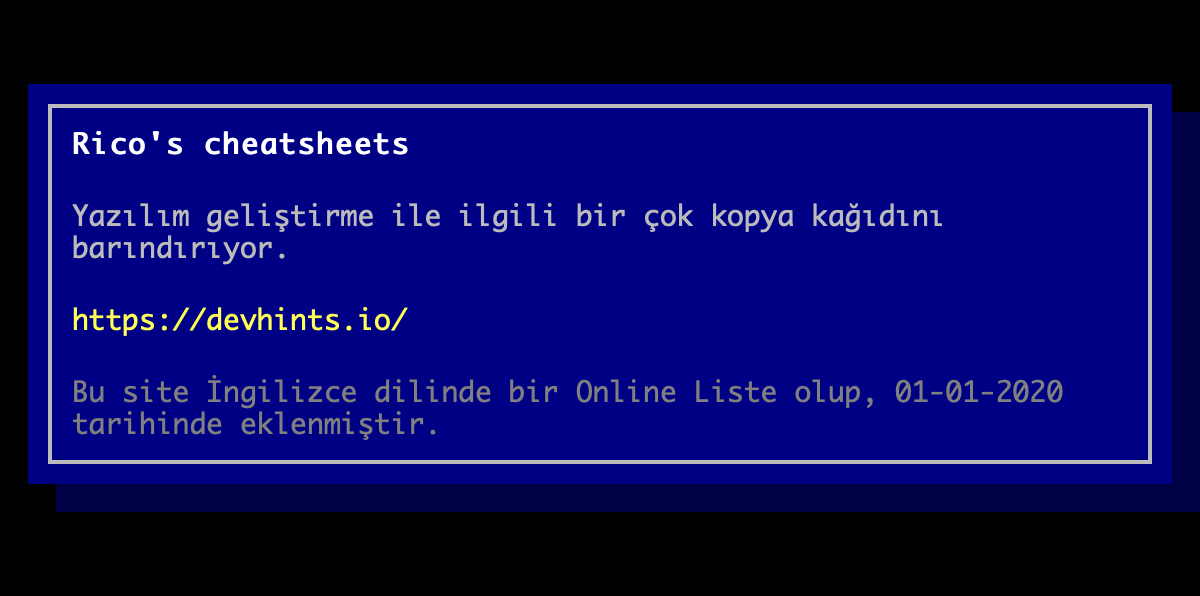 Rico's cheatsheets
Yazılım geliştirme ile ilgili bir çok kopya kağıdını
barındırıyor.
https://devhints.io/
Bu site İngilizce dilinde bir Online Liste olup, 01-01-2020
tarihinde eklenmiştir.